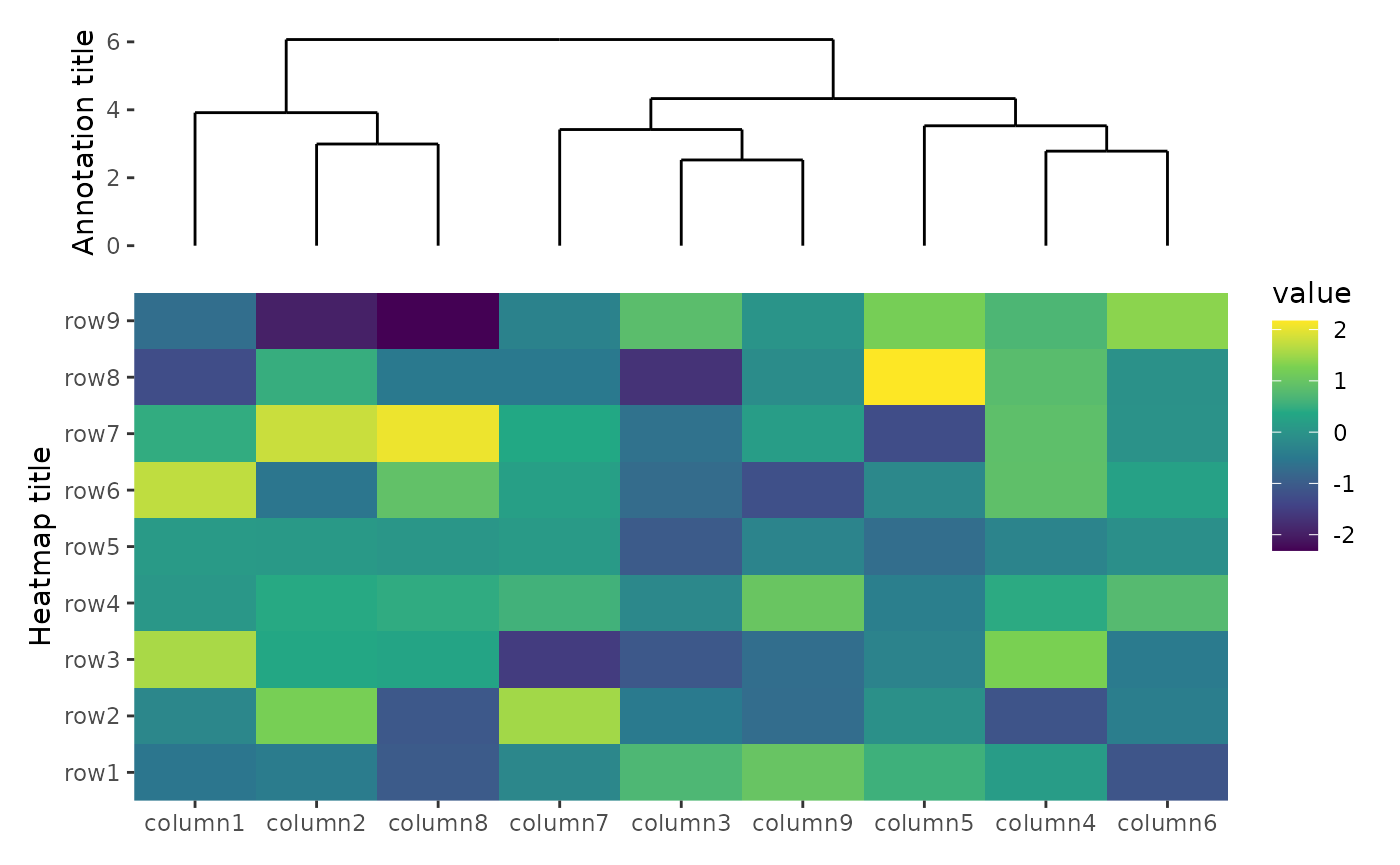 Annotation title
6
4
2
0
Heatmap title
row9
row8
row7
row6
row5
row4
row3
row2
row1
column1 column2 column8 column7 column3 column9 column5 column4 column6
value
2
1
0
-1
-2